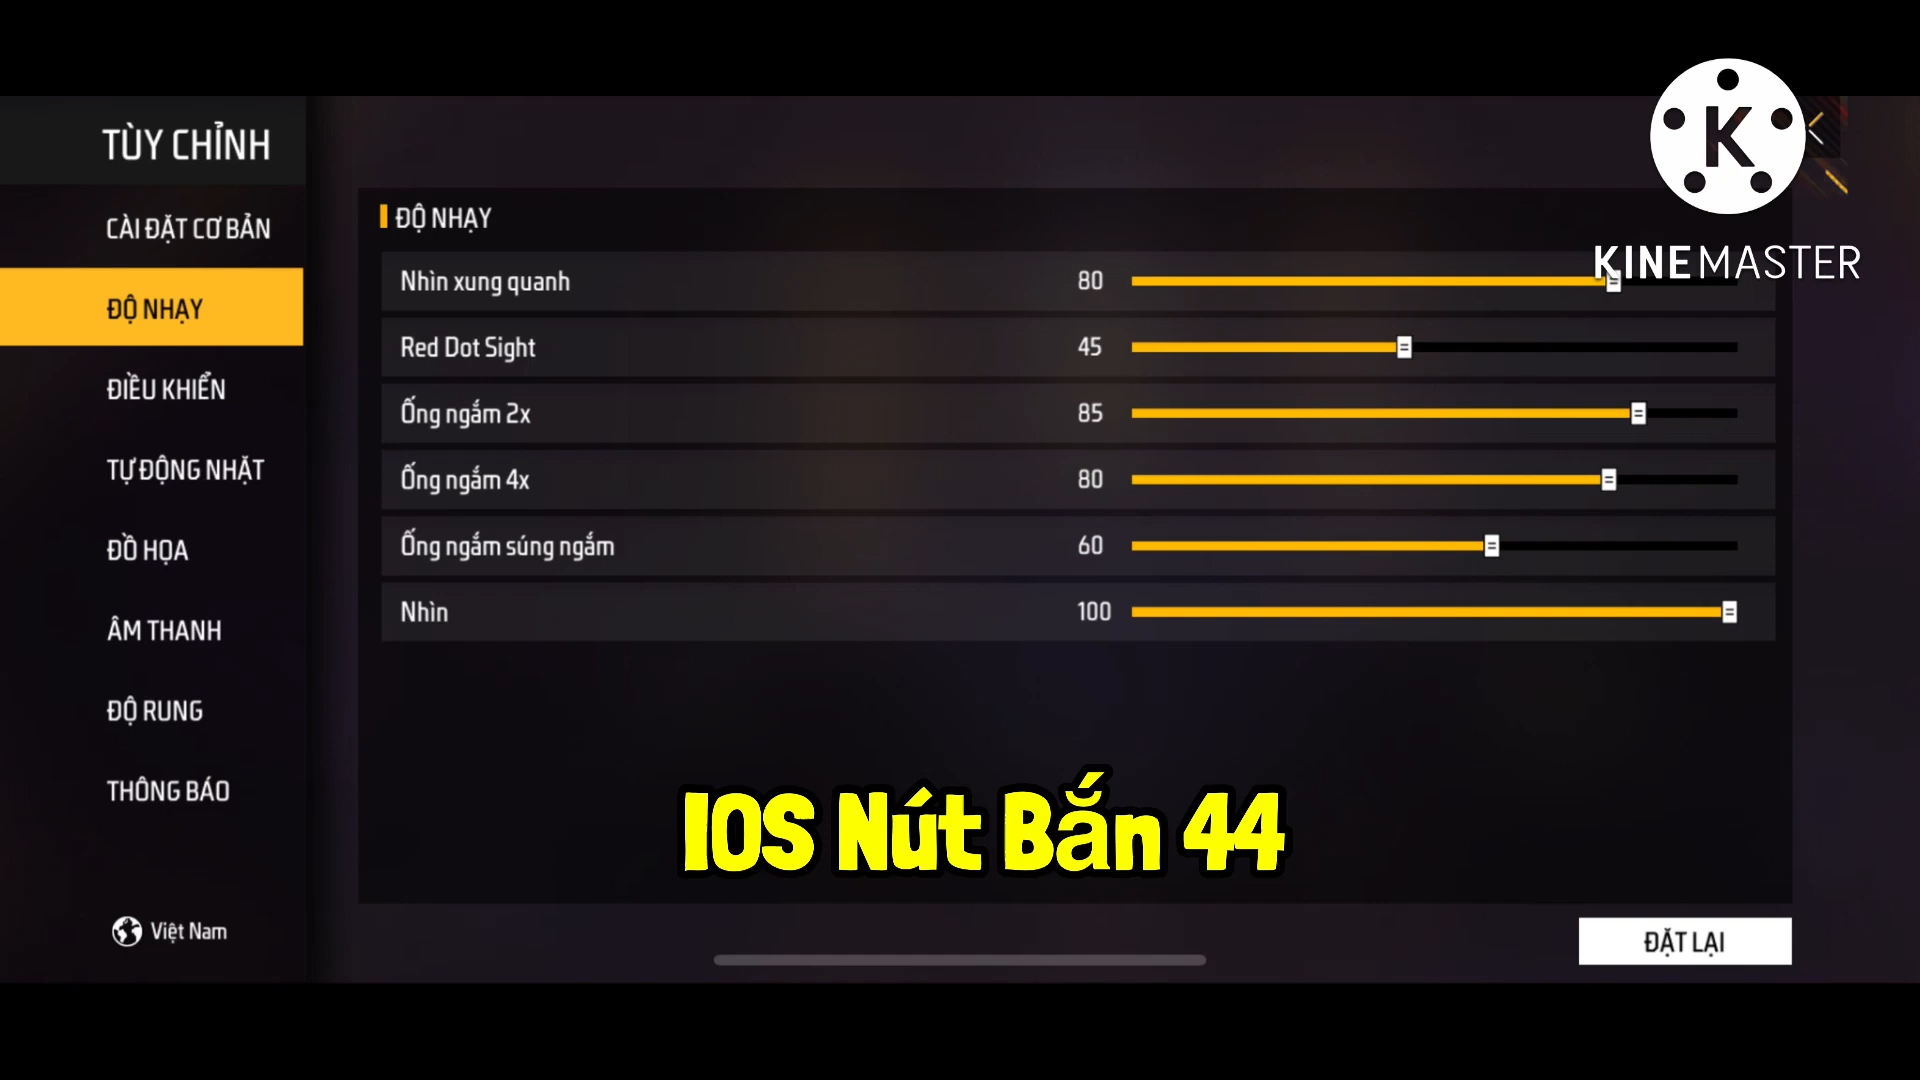 TÙY CHỈNH
CÀI ĐẶT CƠ BẢN
ĐỘ NHẠY
ĐIỀU KHIỂN
TỰ ĐỘNG NHẶT
ĐỒ HỌA
ÂM THANH
ĐỘ RUNG
THÔNG BÁO
Việt Nam
ĐỘ NHẠY
Nhìn xung quanh 80
Red Dot Sight 45
Ống ngắm 2x 85
Ống ngắm 4x 80
Ống ngắm súng ngắm 60
Nhìn 100
K
KINEMASTER
IOS Nút Bắn 44
ĐẶT LẠI